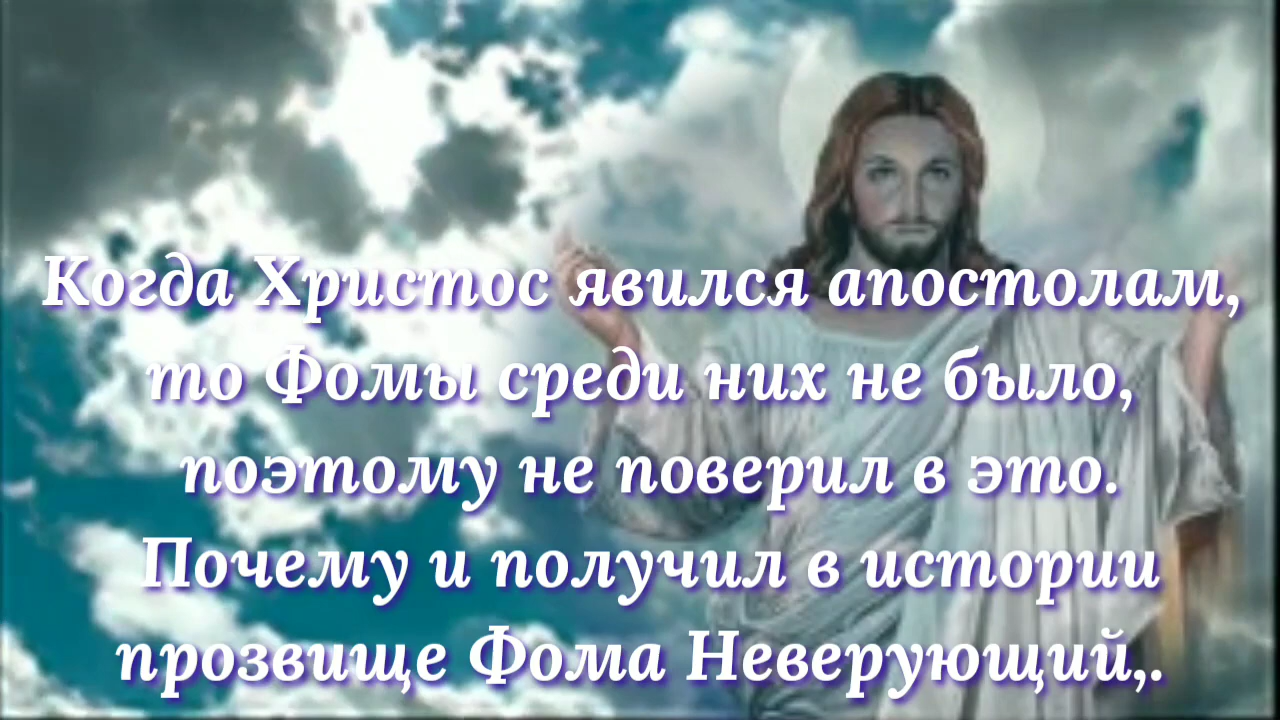 Когда Христос явился апостолам,
то Фомы среди них не было,
поэтому не поверил в это.
Почему и получил в истории
прозвище Фома Неверующий,.